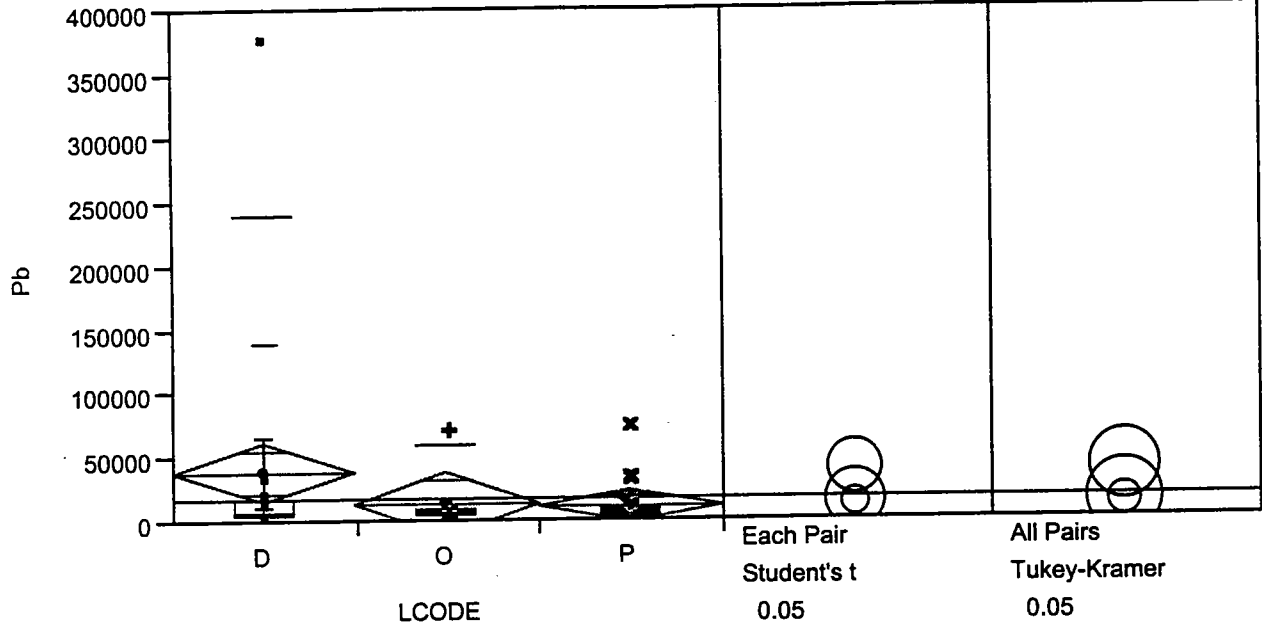 400000
350000
300000
250000
200000
150000
100000
50000
0
Pb
D
O
P
LCODE
Each Pair
Student's t
0.05
All Pairs
Tukey-Kramer
0.05